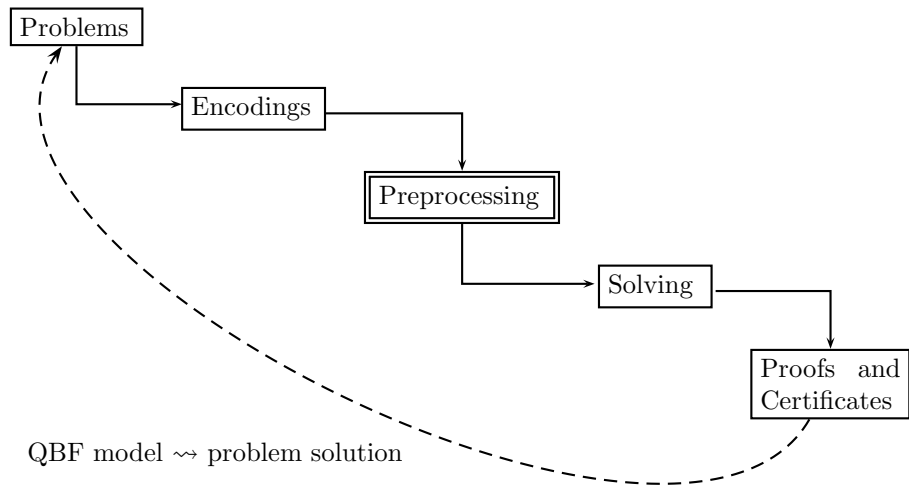 Problems
Encodings
Preprocessing
Solving
Proofs and
Certificates
QBF model ⇝ problem solution